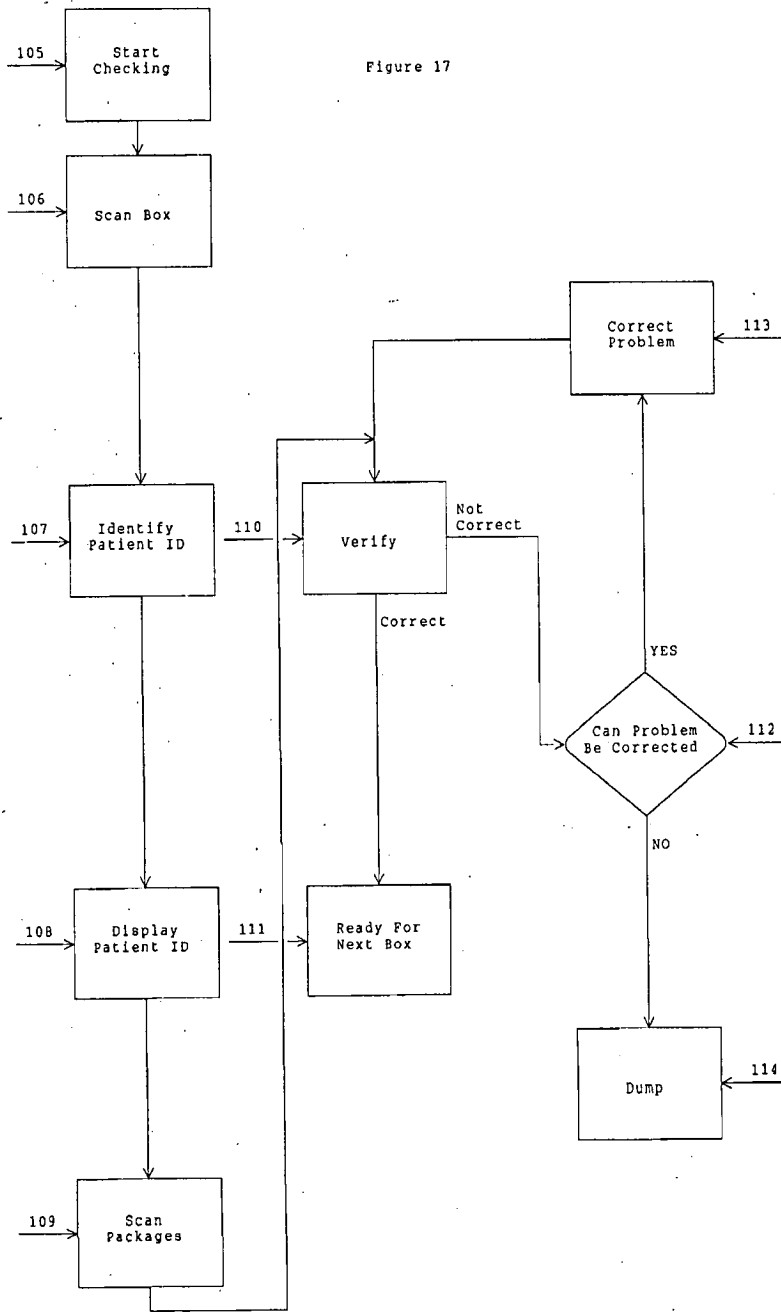 Figure 17
105
Start
Checking
106
Scan Box
107
Identify
Patient ID
108
Display
Patient ID
109
Scan
Packages
110
Verify
Not
Correct
Correct
111
Ready For
Next Box
Correct
Problem
113
YES
Can Problem
Be Corrected
112
NO
Dump
114